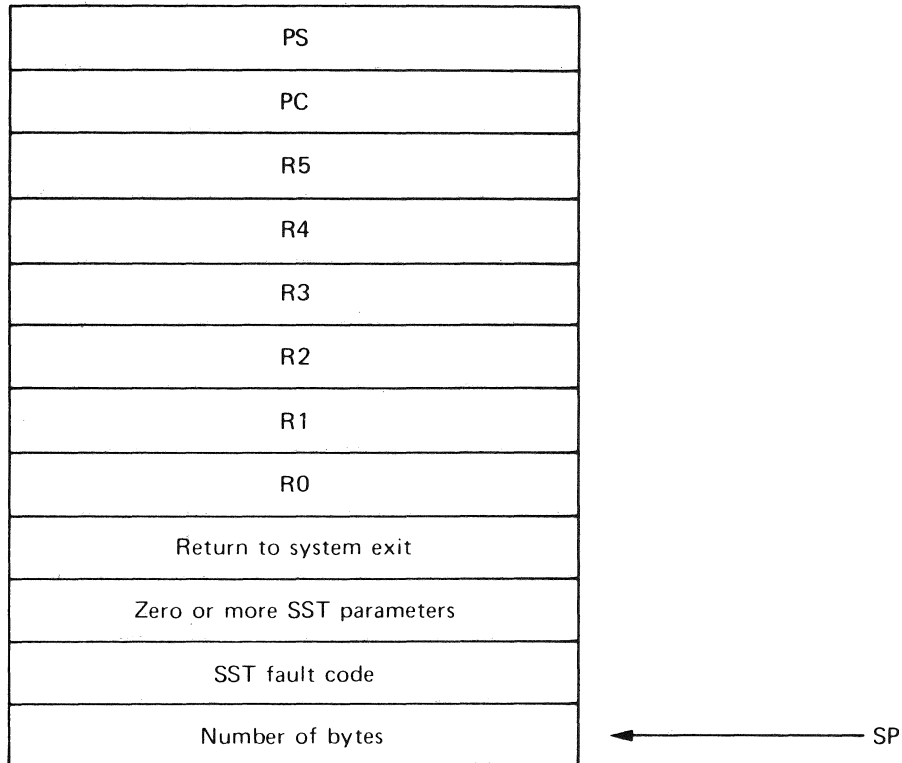 PS
PC
R5
R4
R3
R2
R1
R0
Return to system exit
Zero or more SST parameters
SST fault code
Number of bytes
SP